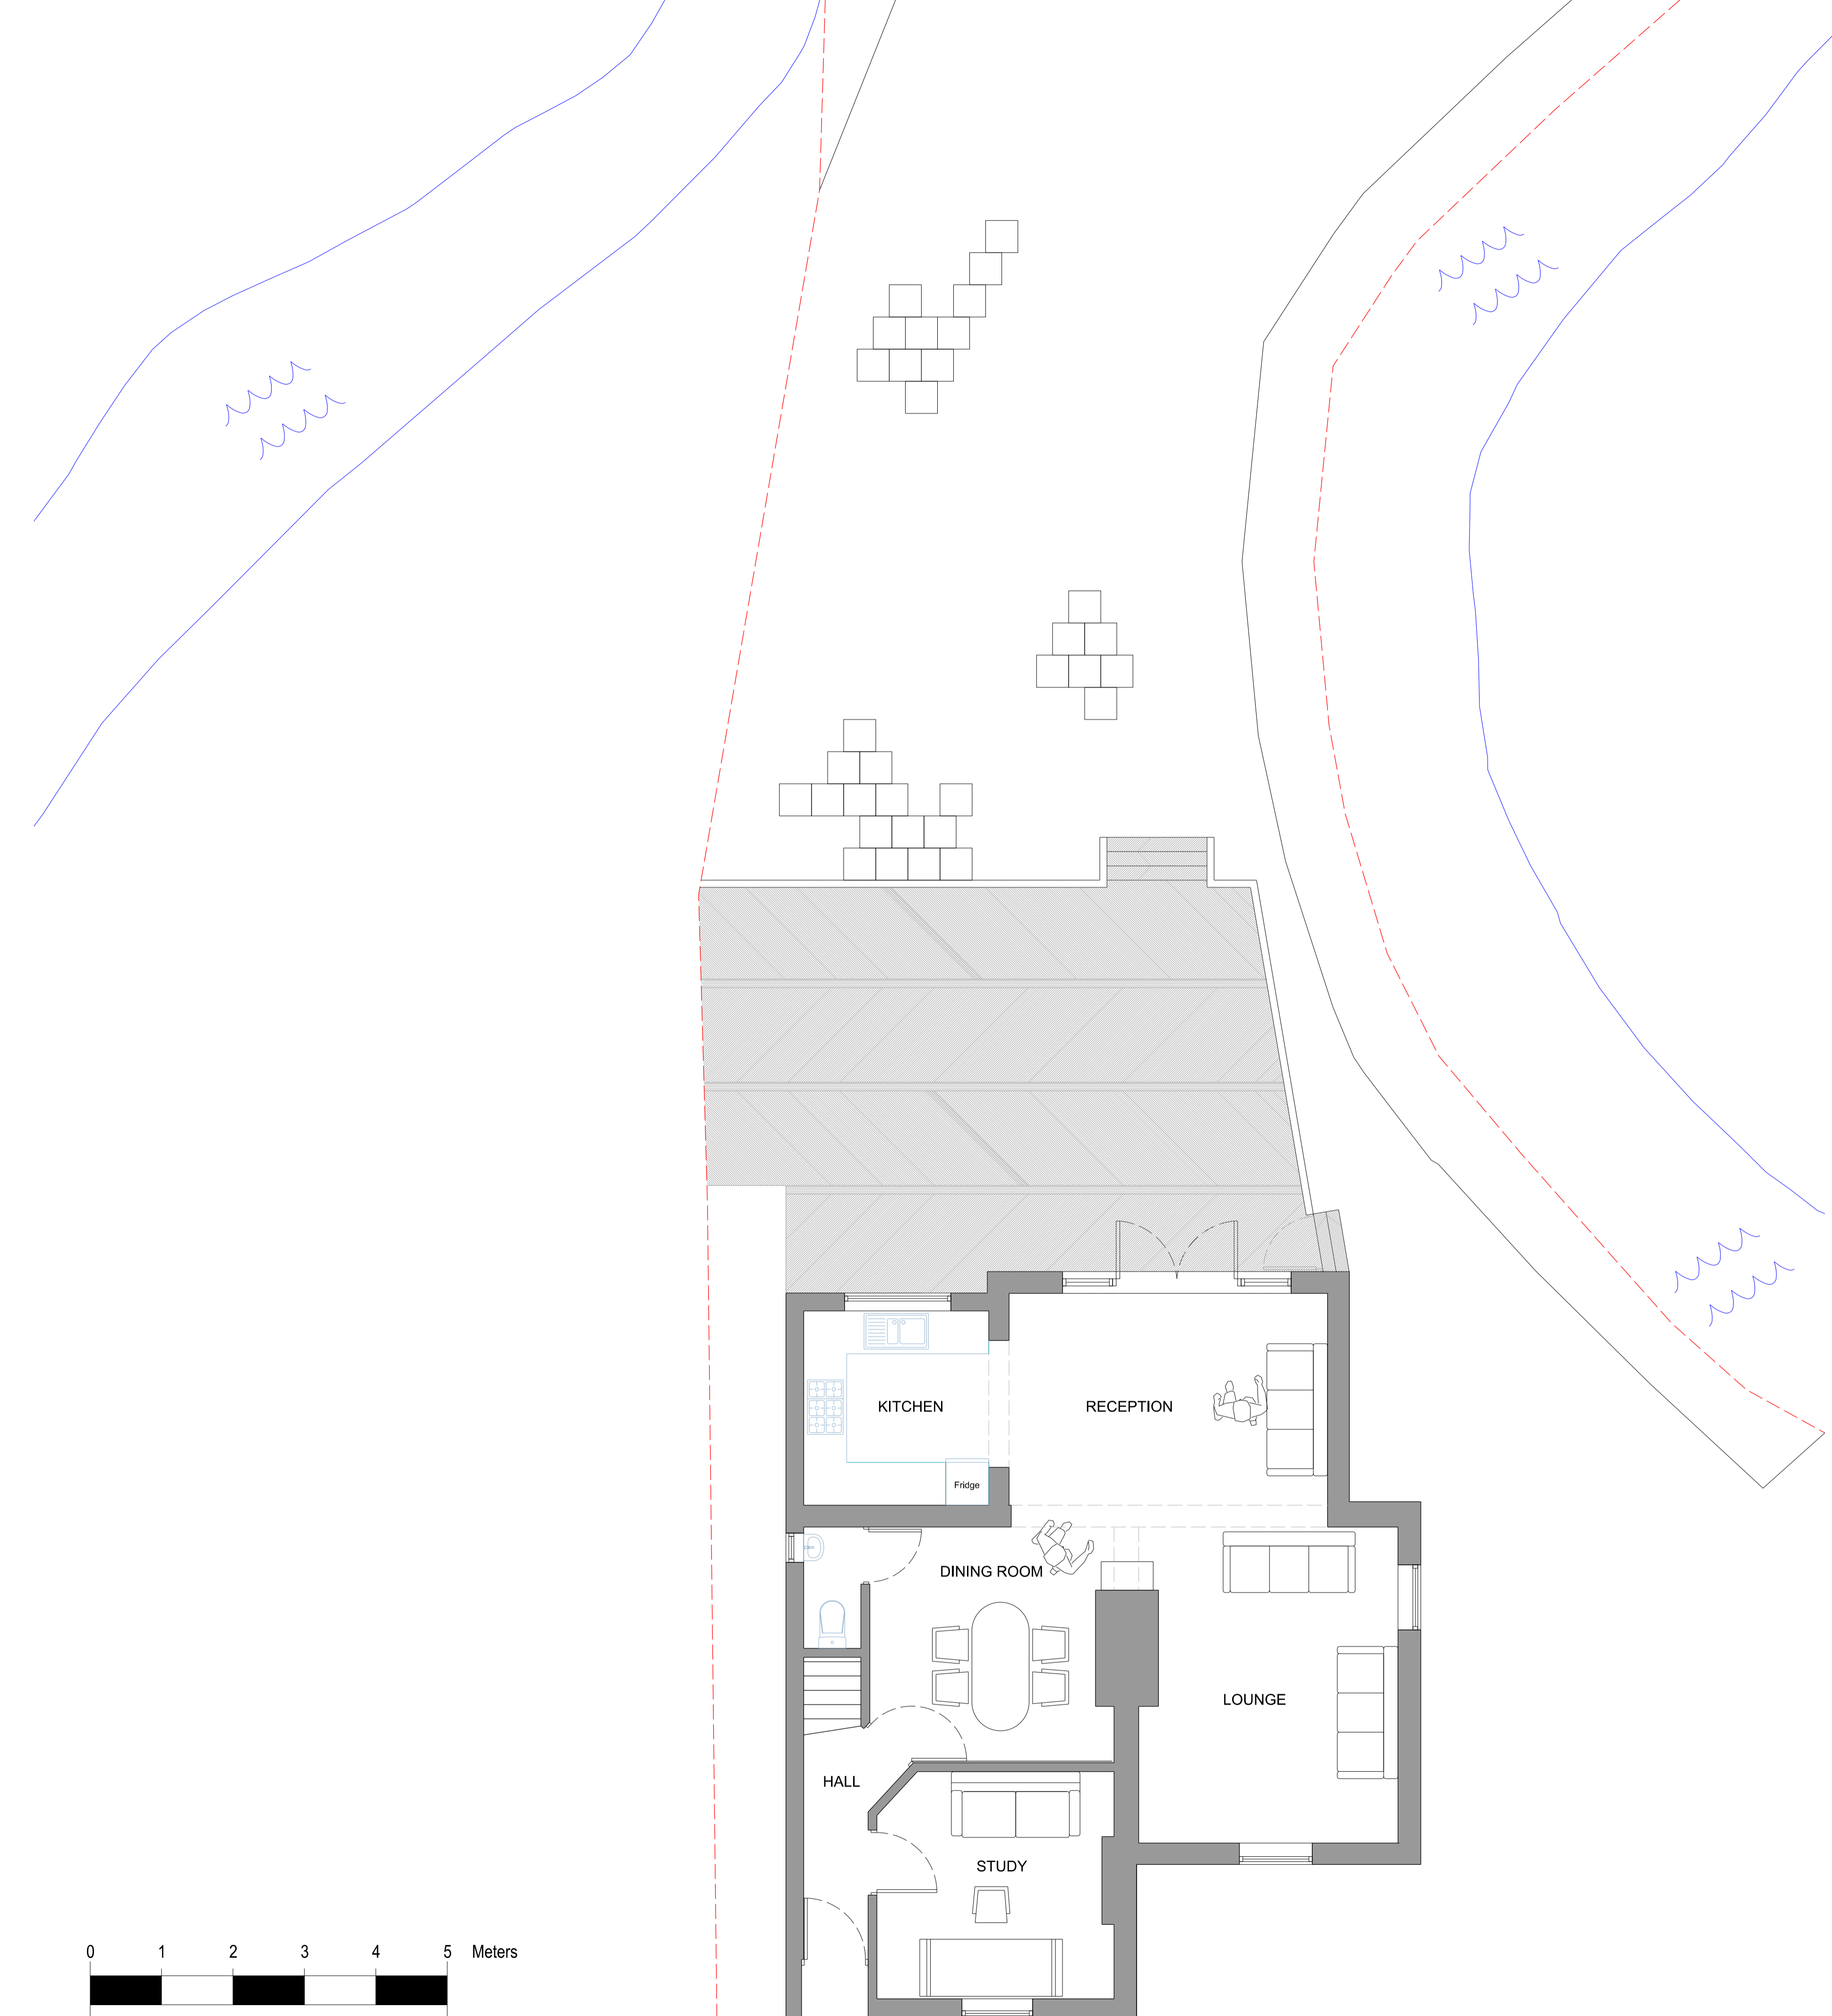 KITCHEN
RECEPTION
Fridge
DINING ROOM
LOUNGE
HALL
STUDY
0 1 2 3 4 5 Meters